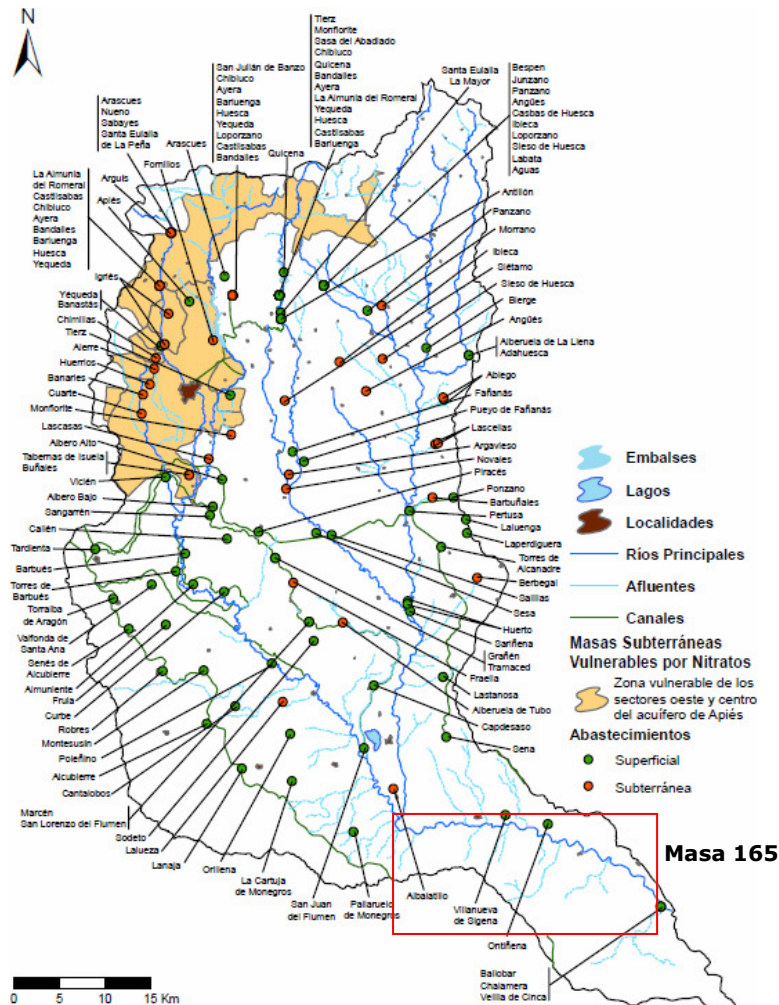 N
Tierz
Monflorite
Sasa del Abadiado
Chibluco
Quicena
Bandalies
Ayera
La Almunia del Romeral
Yequeda
Huesca
Castilsabas
Barluenga
San Julián de Banzo
Chibluco
Ayera
Barluenga
Huesca
Yequeda
Loporzano
Castilsabas
Bandalies
Santa Eulalia
La Mayor
Bespen
Junzano
Panzano
Angües
Casbas de Huesca
Ibieca
Loporzano
Sieso de Huesca
Labata
Aguas
Arascues
Nueno
Sabayes
Santa Eulalia
de La Peña
Arascues
Quicena
Fornillos
Arguis
Apiés
La Almunia
del Romeral
Castilsabas
Chibluco
Ayera
Bandalies
Barluenga
Huesca
Yequeda
Igriés
Yéqueda
Banastás
Chimillas
Tierz
Alerre
Huerrios
Banaries
Cuarte
Monflorite
Lascasas
Albero Alto
Tabernas de Isuela
Buñales
Vicién
Albero Bajo
Sangarrén
Callén
Tardienta
Barbués
Torres de
Barbués
Torralba
de Aragón
Valfonda de
Santa Ana
Senés de
Alcubierre
Almuniente
Frula
Curbe
Robres
Montesusín
Poleñino
Alcubierre
Cantalobos
Marcén
San Lorenzo del Flumen
Sodeto
Lalueza
Lanaja
Orillena
La Cartuja
de Monegros
San Juan
del Flumen
Pallaruelo
de Monegros
Albalatillo
Villanueva
de Sigena
Ontiñena
Ballobar
Chalamera
Velilla de Cinca
Antillón
Panzano
Morrano
Ibieca
Siétamo
Sieso de Huesca
Bierge
Angüés
Alberuela de La Liena
Adahuesca
Abiego
Fañanás
Pueyo de Fañanás
Lascellas
Argavieso
Novales
Piracés
Ponzano
Barbuñales
Pertusa
Laluenga
Laperdiguera
Torres de
Alcanadre
Berbegal
Salillas
Sesa
Huerto
Sariñena
Grañén
Tramaced
Fraella
Lastanosa
Alberuela de Tubo
Capdesaso
Sena
Embalses
Lagos
Localidades
Ríos Principales
Afluentes
Canales
Masas Subterráneas
Vulnerables por Nitratos
Zona vulnerable de los
sectores oeste y centro
del acuífero de Apiés
Abastecimientos
Superficial
Subterránea
Masa 165
0 5 10 15 Km